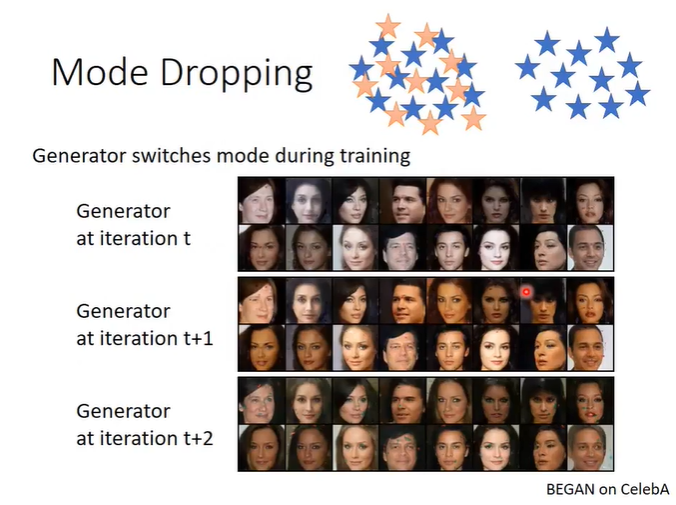 Mode Dropping
Generator switches mode during training
Generator
at iteration t
Generator
at iteration t+1
Generator
at iteration t+2
BEGAN on CelebA